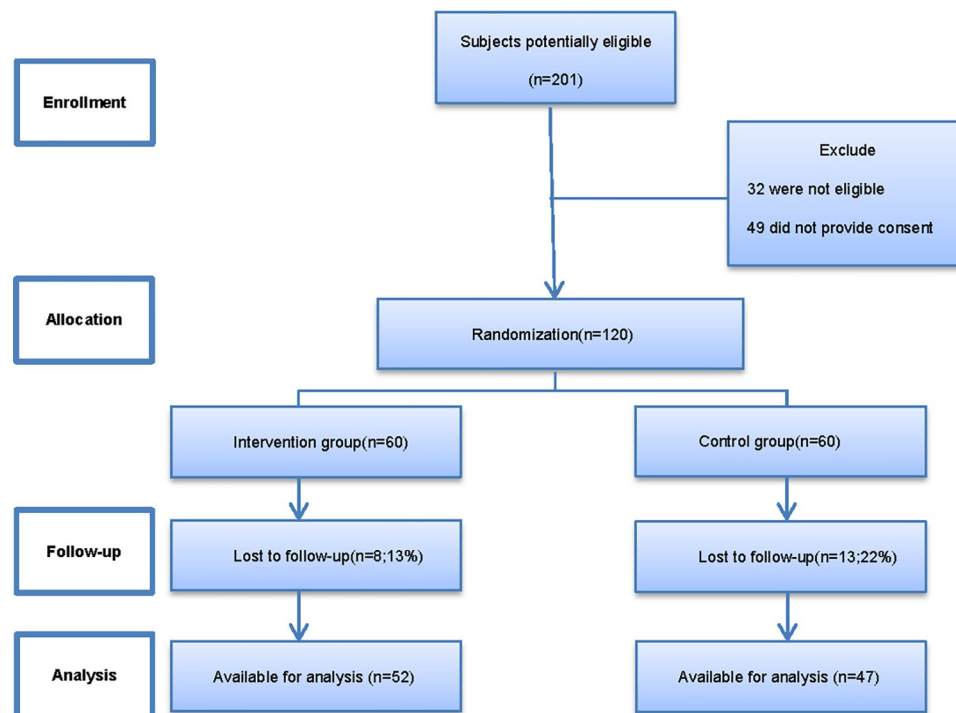 Subjects potentially eligible
(n=201)
Enrollment
Exclude
32 were not eligible
49 did not provide consent
Allocation
Randomization(n=120)
Intervention group(n=60)
Control group(n=60)
Follow-up
Lost to follow-up(n=8;13%)
Lost to follow-up(n=13;22%)
Analysis
Available for analysis (n=52)
Available for analysis (n=47)